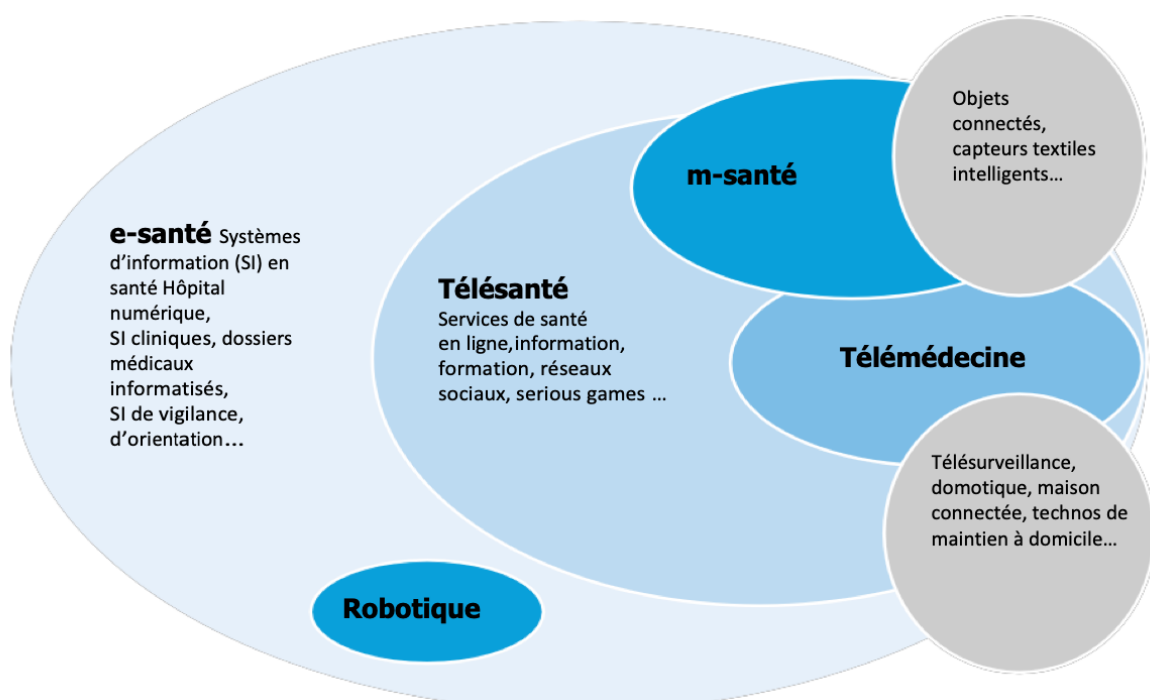 e-santé Systèmes
d’information (SI) en
santé Hôpital
numérique,
SI cliniques, dossiers
médicaux
informatisés,
SI de vigilance,
d’orientation…
Télésanté
Services de santé
en ligne,information,
formation, réseaux
sociaux, serious games …
m-santé
Objets
connectés,
capteurs textiles
intelligents…
Télémédecine
Télésurveillance,
domotique, maison
connectée, technos de
maintien à domicile…
Robotique